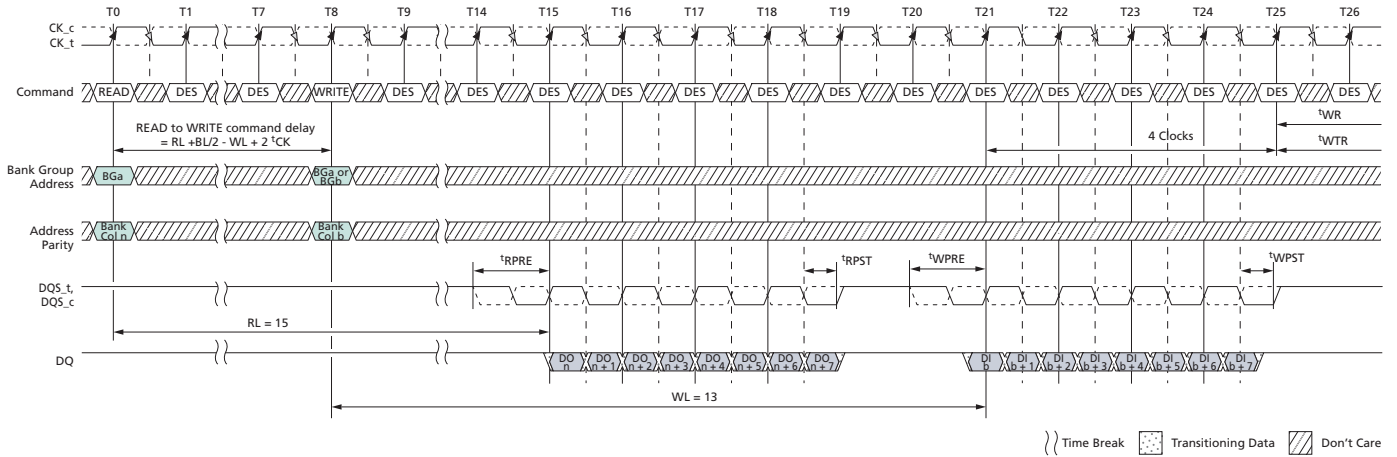 T0 T1 T7 T8 T9 T14 T15 T16 T17 T18 T19 T20 T21 T22 T23 T24 T25 T26
CK_c
CK_t
Command READ DES DES WRITE DES DES DES DES DES DES DES DES DES DES DES DES DES DES
READ to WRITE command delay
= RL +BL/2 - WL + 2 tCK
tWR
4 Clocks
tWTR
Bank Group
Address
BGa
BGa or
BGb
Address
Parity
Bank
Col n
Bank
Col b
tRPRE tRPST tWPRE tWPST
DQS_t,
DQS_c
RL = 15
DQ
DO DO DO DO DO DO DO DO DI DI DI DI DI DI DI DI
n n + 1 n + 2 n + 3 n + 4 n + 5 n + 6 n + 7 b b + 1 b + 2 b + 3 b + 4 b + 5 b + 6 b + 7
WL = 13
Time Break Transitioning Data Don't Care